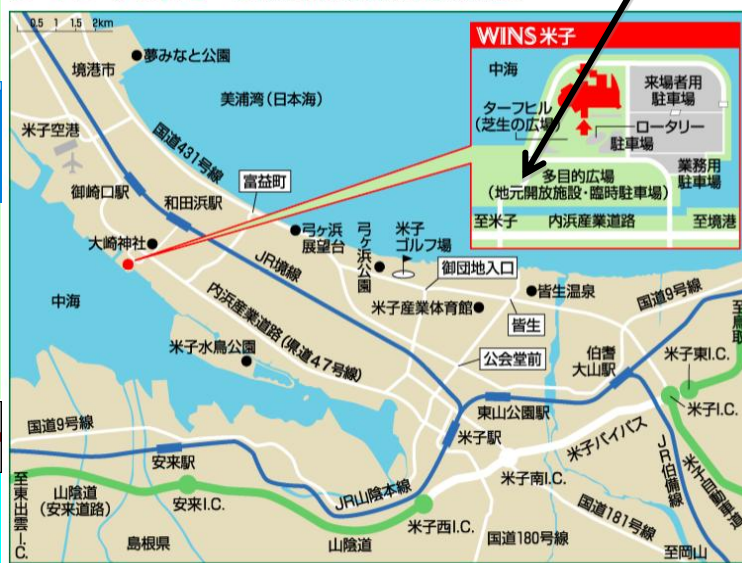 0.5 1 1.5 2km
夢みなと公園
境港市
美浦湾(日本海)
米子空港
国道431号線
御崎口駅
和田浜駅
富益町
大崎神社
弓ヶ浜
展望台
弓ヶ浜公園
米子
ゴルフ場
御団地入口
JR境線
中海
内浜産業道路(県道47号線)
米子産業体育館
皆生温泉
皆生
国道9号線
至鳥取
米子水鳥公園
公会堂前
伯耆
大山駅
米子東I.C.
東山公園駅
米子I.C.
国道9号線
米子駅
米子バイパス
安来駅
JR山陰本線
米子南I.C.
JR伯備線
米子自動車道
至東出雲I.C.
山陰道
(安来道路)
安来I.C.
米子西I.C.
国道181号線
島根県
山陰道
国道180号線
至岡山
WINS米子
中海
来場者用
駐車場
ターフヒル
(芝生の広場)
ロータリー
駐車場
業務用
駐車場
多目的広場
(地元開放施設・臨時駐車場)
至米子
内浜産業道路
至境港